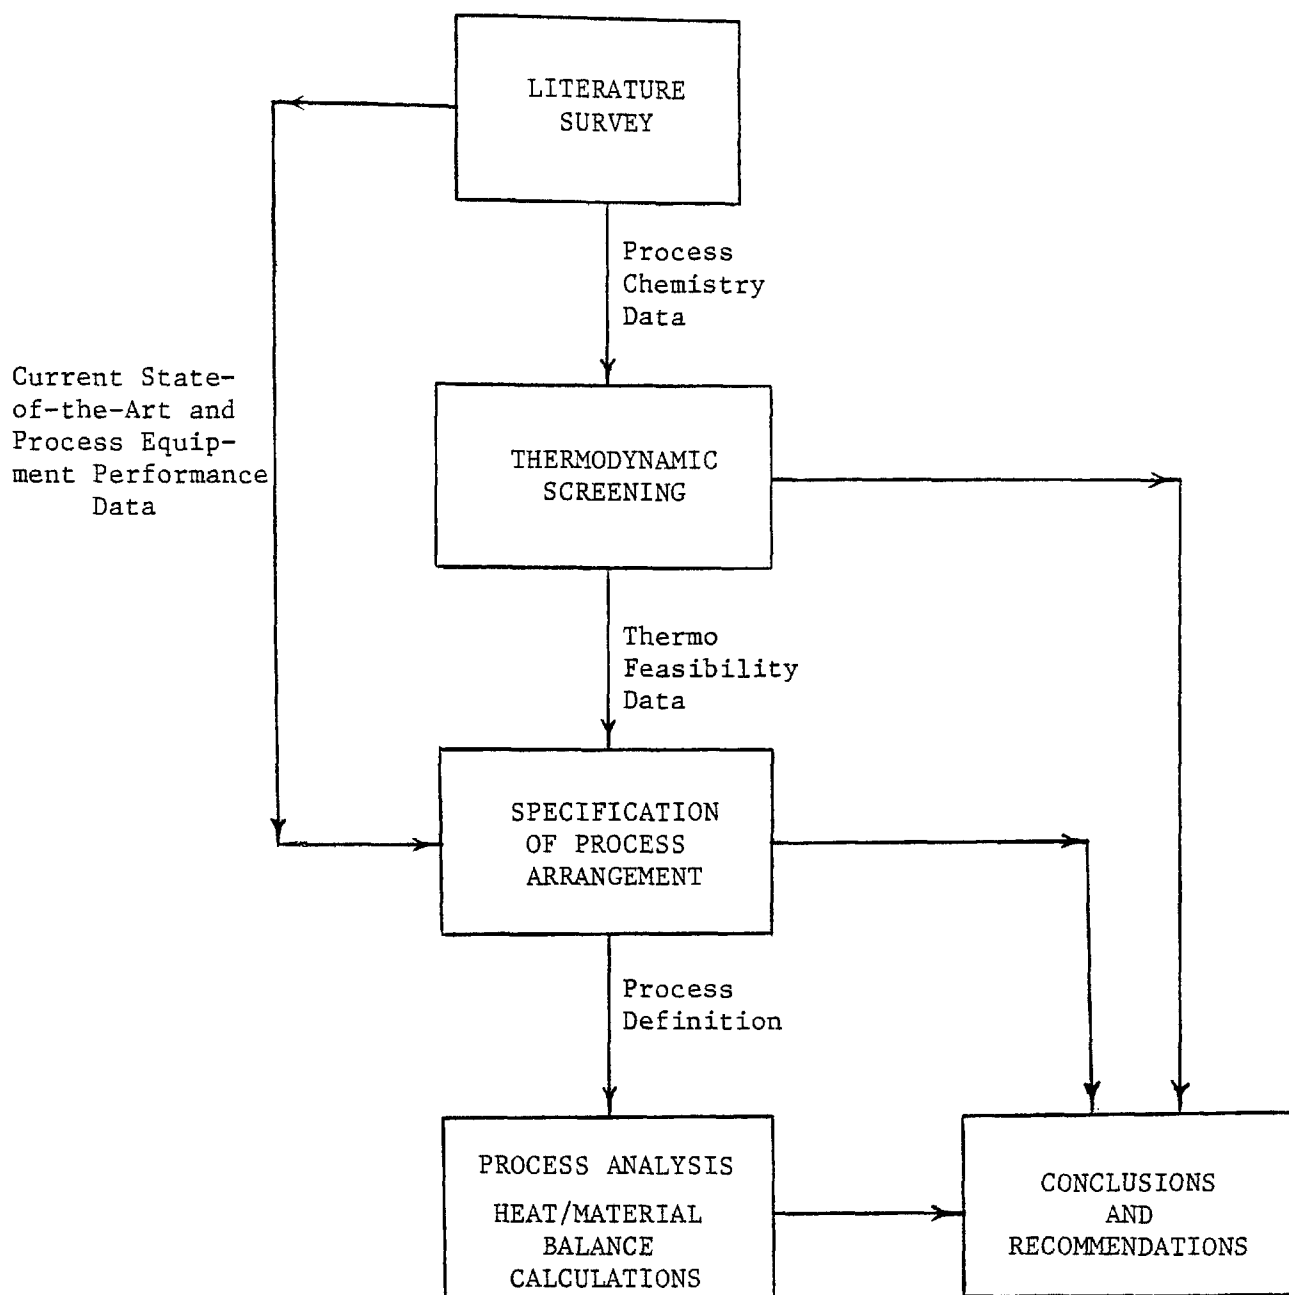 LITERATURE
SURVEY
Process
Chemistry
Data
Current State-
of-the-Art and
Process Equip-
ment Performance
Data
THERMODYNAMIC
SCREENING
Thermo
Feasibility
Data
SPECIFICATION
OF PROCESS
ARRANGEMENT
Process
Definition
PROCESS ANALYSIS
HEAT/MATERIAL
BALANCE
CALCULATIONS
CONCLUSIONS
AND
RECOMMENDATIONS